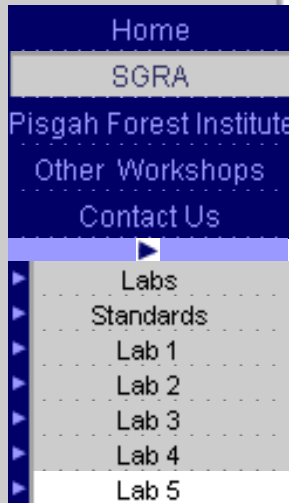 Home
SGRA
Pisgah Forest Institute
Other Workshops
Contact Us
Labs
Standards
Lab 1
Lab 2
Lab 3
Lab 4
Lab 5